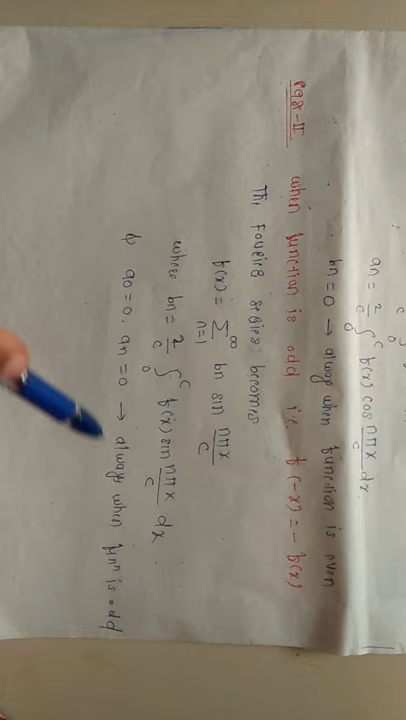 an = 2/c ∫₀ᶜ f(x) cos nπx/c dx
bn = 0 → always when function is even
Part-II when function is odd i.e. f(-x) = - f(x)
The Fourier series becomes
f(x) = ∑ₙ₌₁^∞ bn sin nπx/c
where bn = 2/c ∫₀ᶜ f(x) sin nπx/c dx
& a0 = 0, an = 0 → always when fⁿ is odd